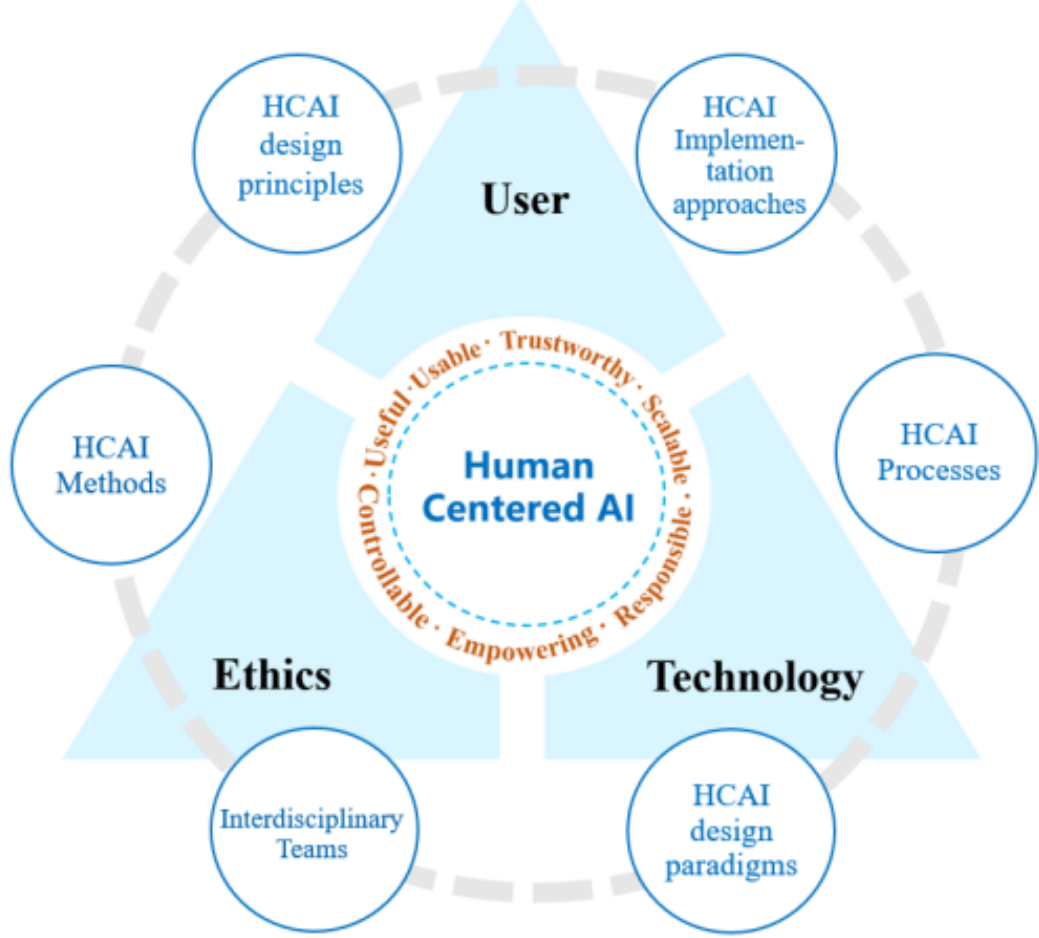 HCAI
design
principles
HCAI
Implemen-
tation
approaches
User
Useful · Usable · Trustworthy · Scalable · Responsible · Empowering · Controllable ·
Human
Centered AI
HCAI
Methods
HCAI
Processes
Ethics
Technology
Interdisciplinary
Teams
HCAI
design
paradigms